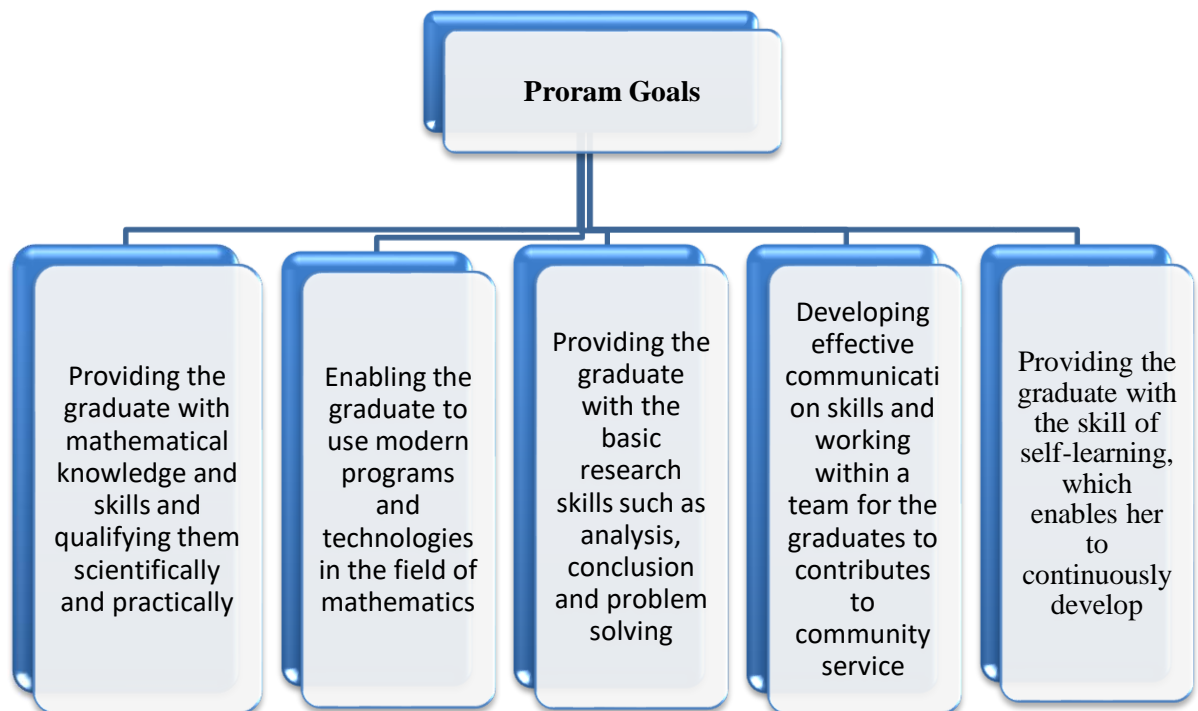 Proram Goals
Providing the
graduate with
mathematical
knowledge and
skills and
qualifying them
scientifically
and practically
Enabling the
graduate to
use modern
programs
and
technologies
in the field of
mathematics
Providing the
graduate
with the
basic
research
skills such as
analysis,
conclusion
and problem
solving
Developing
effective
communicati
on skills and
working
within a
team for the
graduates to
contributes
to
community
service
Providing the
graduate with
the skill of
self-learning,
which
enables her
to
continuously
develop